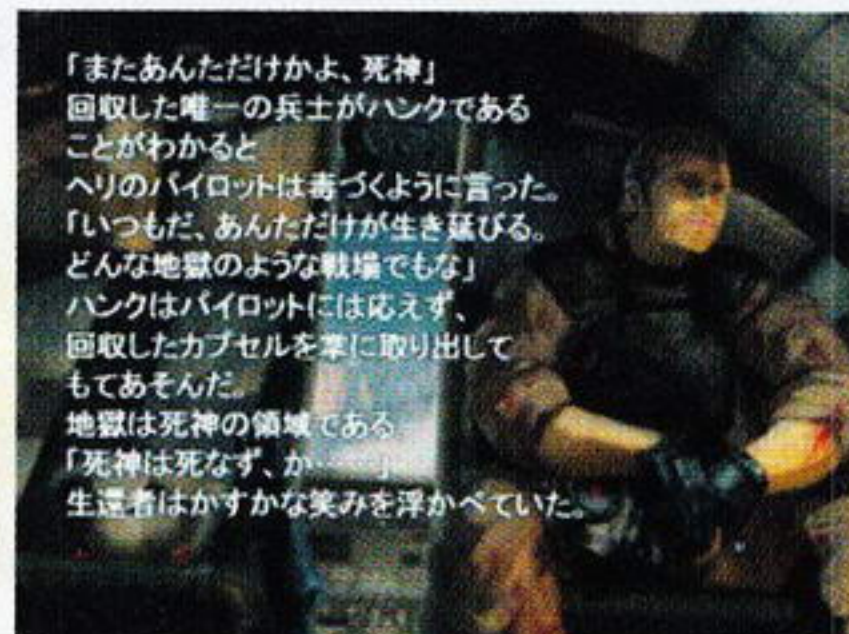 「またあんただけかよ、死神」
回収した唯一の兵士がハンクである
ことがわかると
ヘリのパイロットは毒づくように言った。
「いつもだ、あんただけが生き延びる。
どんな地獄のような戦場でもな」
ハンクはパイロットには応えず、
回収したカプセルを掌に取り出して
もてあそんだ。
地獄は死神の領域である
「死神は死なず、か……」
生還者はかすかな笑みを浮かべていた。